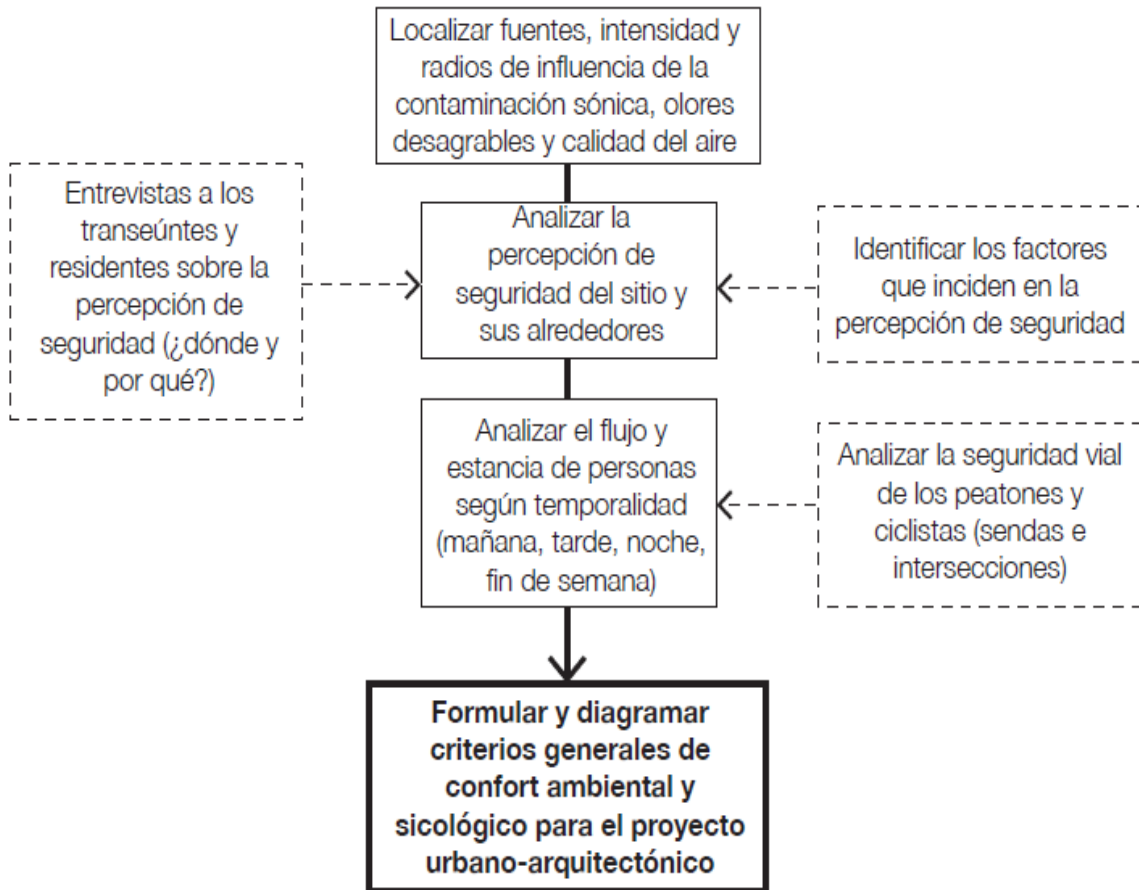 Localizar fuentes, intensidad y
radios de influencia de la
contaminación sónica, olores
desagrables y calidad del aire
Entrevistas a los
transeúntes y
residentes sobre la
percepción de
seguridad (¿dónde y
por qué?)
Analizar la
percepción de
seguridad del sitio y
sus alrededores
Identificar los factores
que inciden en la
percepción de seguridad
Analizar el flujo y
estancia de personas
según temporalidad
(mañana, tarde, noche,
fin de semana)
Analizar la seguridad vial
de los peatones y
ciclistas (sendas e
intersecciones)
Formular y diagramar
criterios generales de
confort ambiental y
sicológico para el proyecto
urbano-arquitectónico